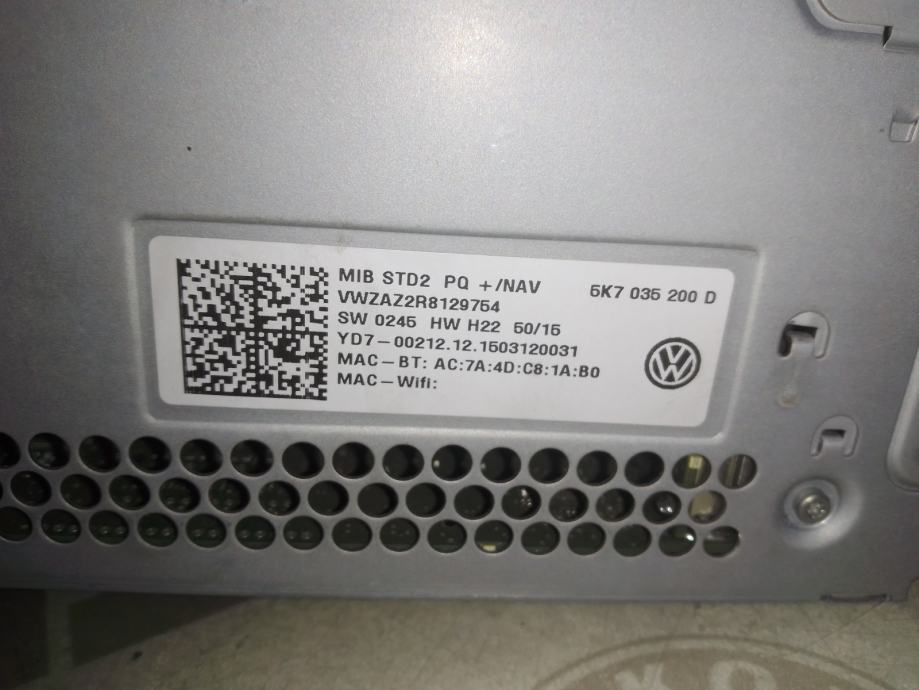 MIB STD2 PQ +/NAV 5K7 035 200 D
VWZAZ2R8129754
SW 0245 HW H22 50/15
YD7-00212.12.1503120031
MAC-BT: AC:7A:4D:C8:1A:B0
MAC-Wifi: